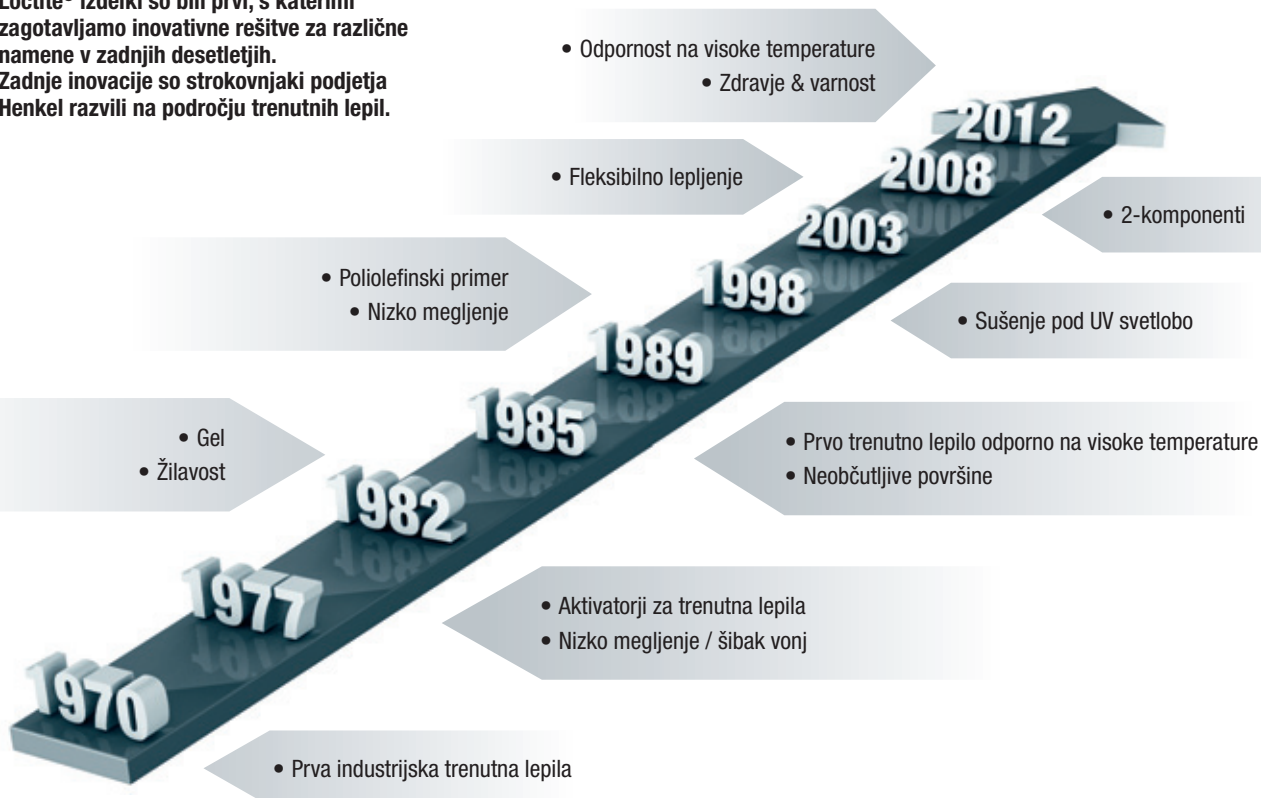 Loctite® izdelki so bili prvi, s katerimi
zagotavljamo inovativne rešitve za različne
namene v zadnjih desetletjih.
Zadnje inovacije so strokovnjaki podjetja
Henkel razvili na področju trenutnih lepil.
• Odpornost na visoke temperature
• Zdravje & varnost
2012
• Fleksibilno lepljenje
2008
• 2-komponenti
2003
• Poliolefinski primer
• Nizko megljenje
1998
• Sušenje pod UV svetlobo
1989
1985
• Gel
• Žilavost
• Prvo trenutno lepilo odporno na visoke temperature
• Neobčutljive površine
1982
1977
• Aktivatorji za trenutna lepila
• Nizko megljenje / šibak vonj
1970
• Prva industrijska trenutna lepila